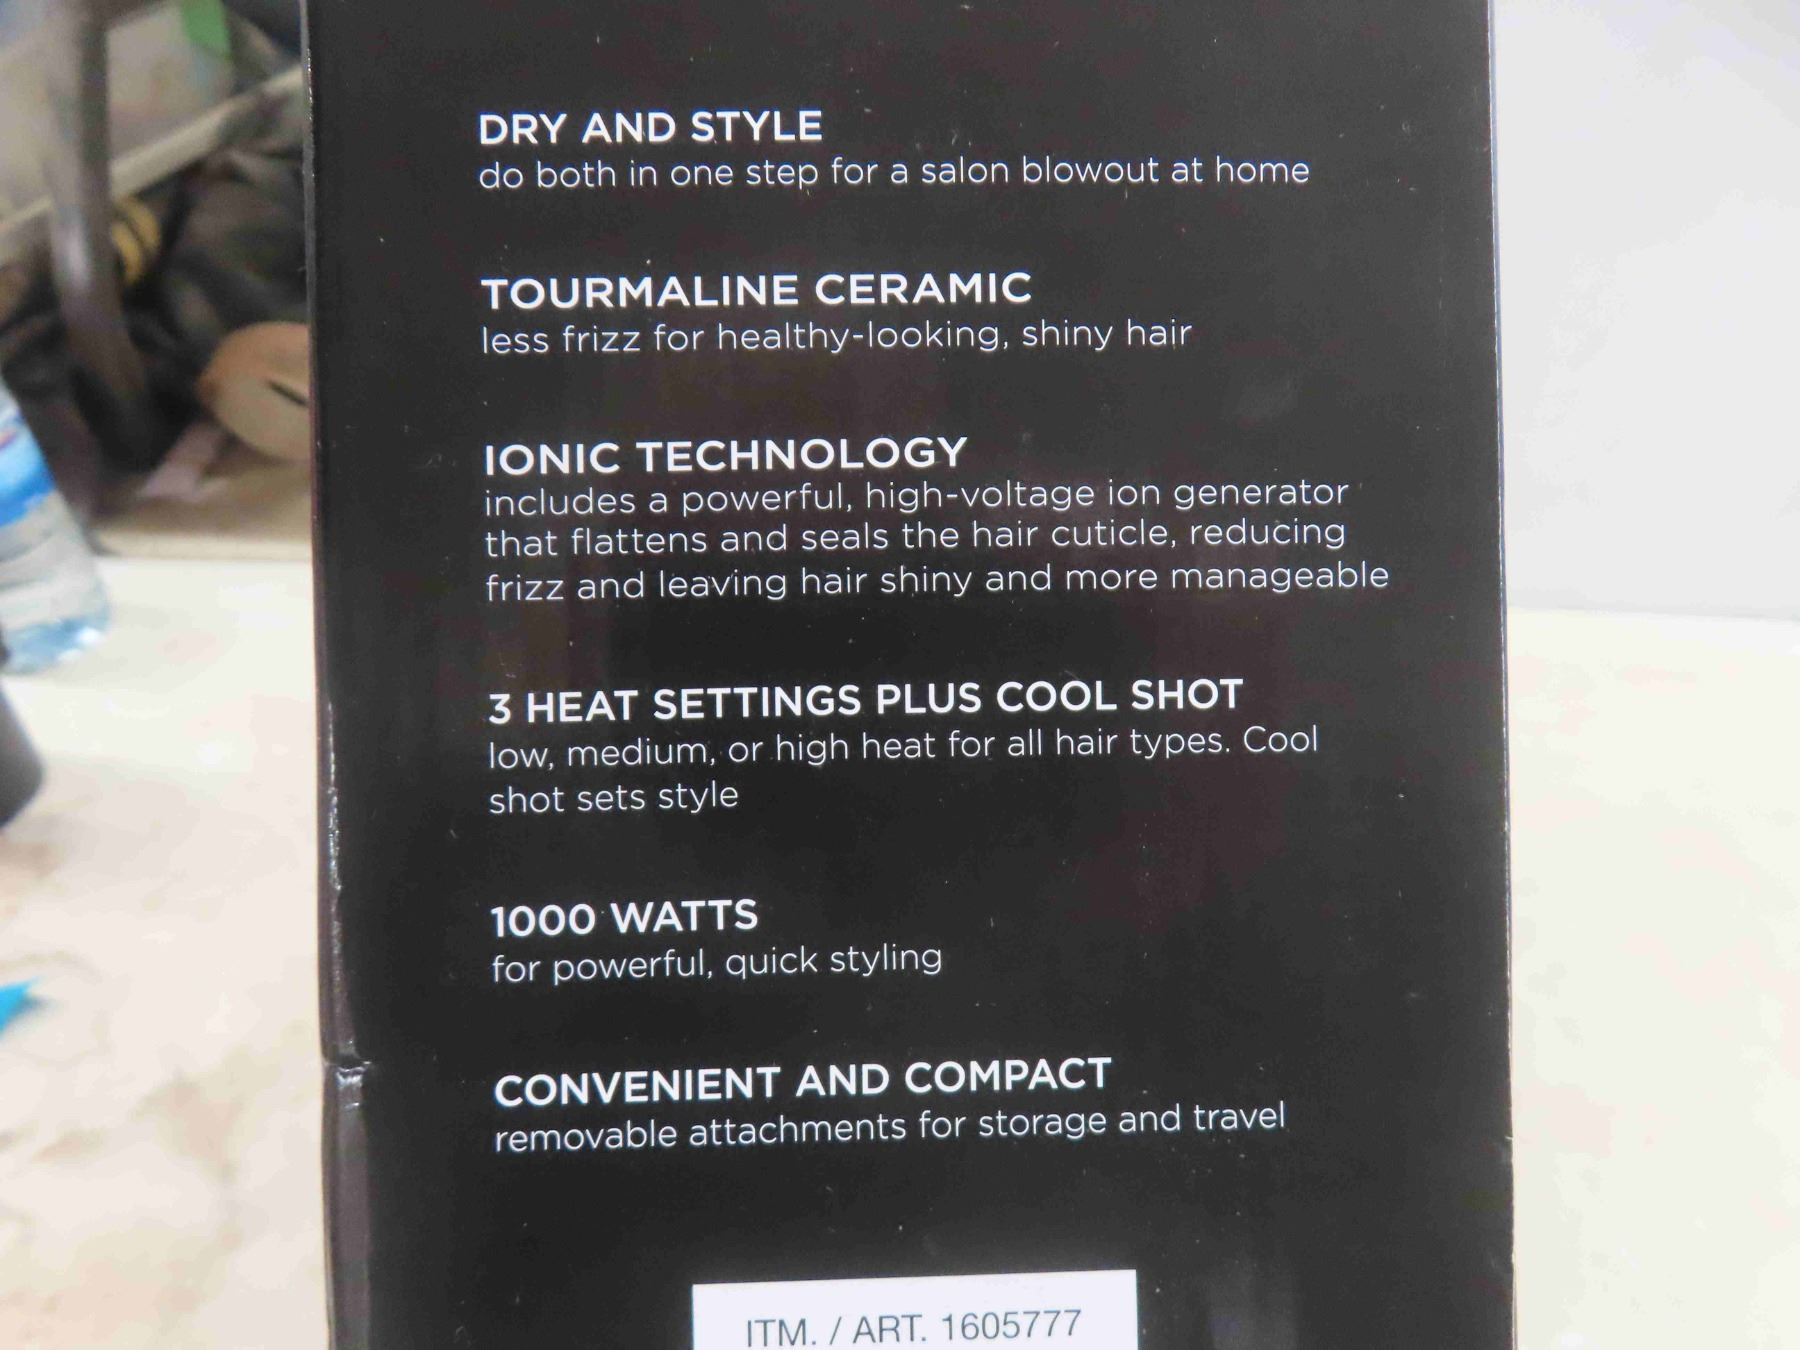 DRY AND STYLE
do both in one step for a salon blowout at home
TOURMALINE CERAMIC
less frizz for healthy-looking, shiny hair
IONIC TECHNOLOGY
includes a powerful, high-voltage ion generator
that flattens and seals the hair cuticle, reducing
frizz and leaving hair shiny and more manageable
3 HEAT SETTINGS PLUS COOL SHOT
low, medium, or high heat for all hair types. Cool
shot sets style
1000 WATTS
for powerful, quick styling
CONVENIENT AND COMPACT
removable attachments for storage and travel
ITM. / ART. 1605777